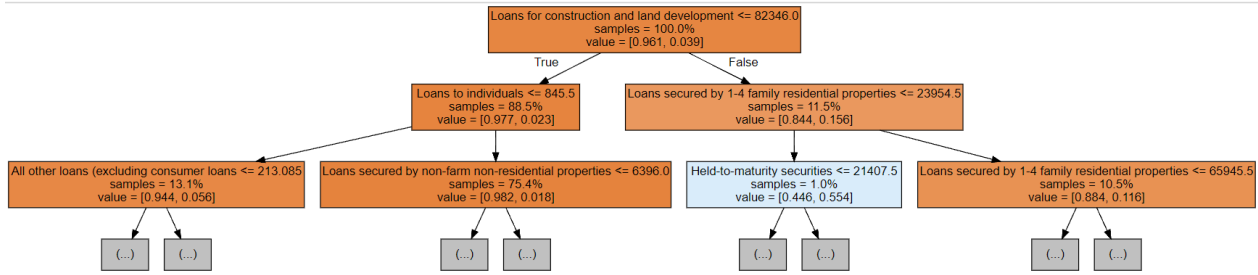 Loans for construction and land development <= 82346.0
samples = 100.0%
value = [0.961, 0.039]
True
False
Loans to individuals <= 845.5
samples = 88.5%
value = [0.977, 0.023]
Loans secured by 1-4 family residential properties <= 23954.5
samples = 11.5%
value = [0.844, 0.156]
All other loans (excluding consumer loans <= 213.085
samples = 13.1%
value = [0.944, 0.056]
Loans secured by non-farm non-residential properties <= 6396.0
samples = 75.4%
value = [0.982, 0.018]
Held-to-maturity securities <= 21407.5
samples = 1.0%
value = [0.446, 0.554]
Loans secured by 1-4 family residential properties <= 65945.5
samples = 10.5%
value = [0.884, 0.116]
(...)
(...)
(...)
(...)
(...)
(...)
(...)
(...)